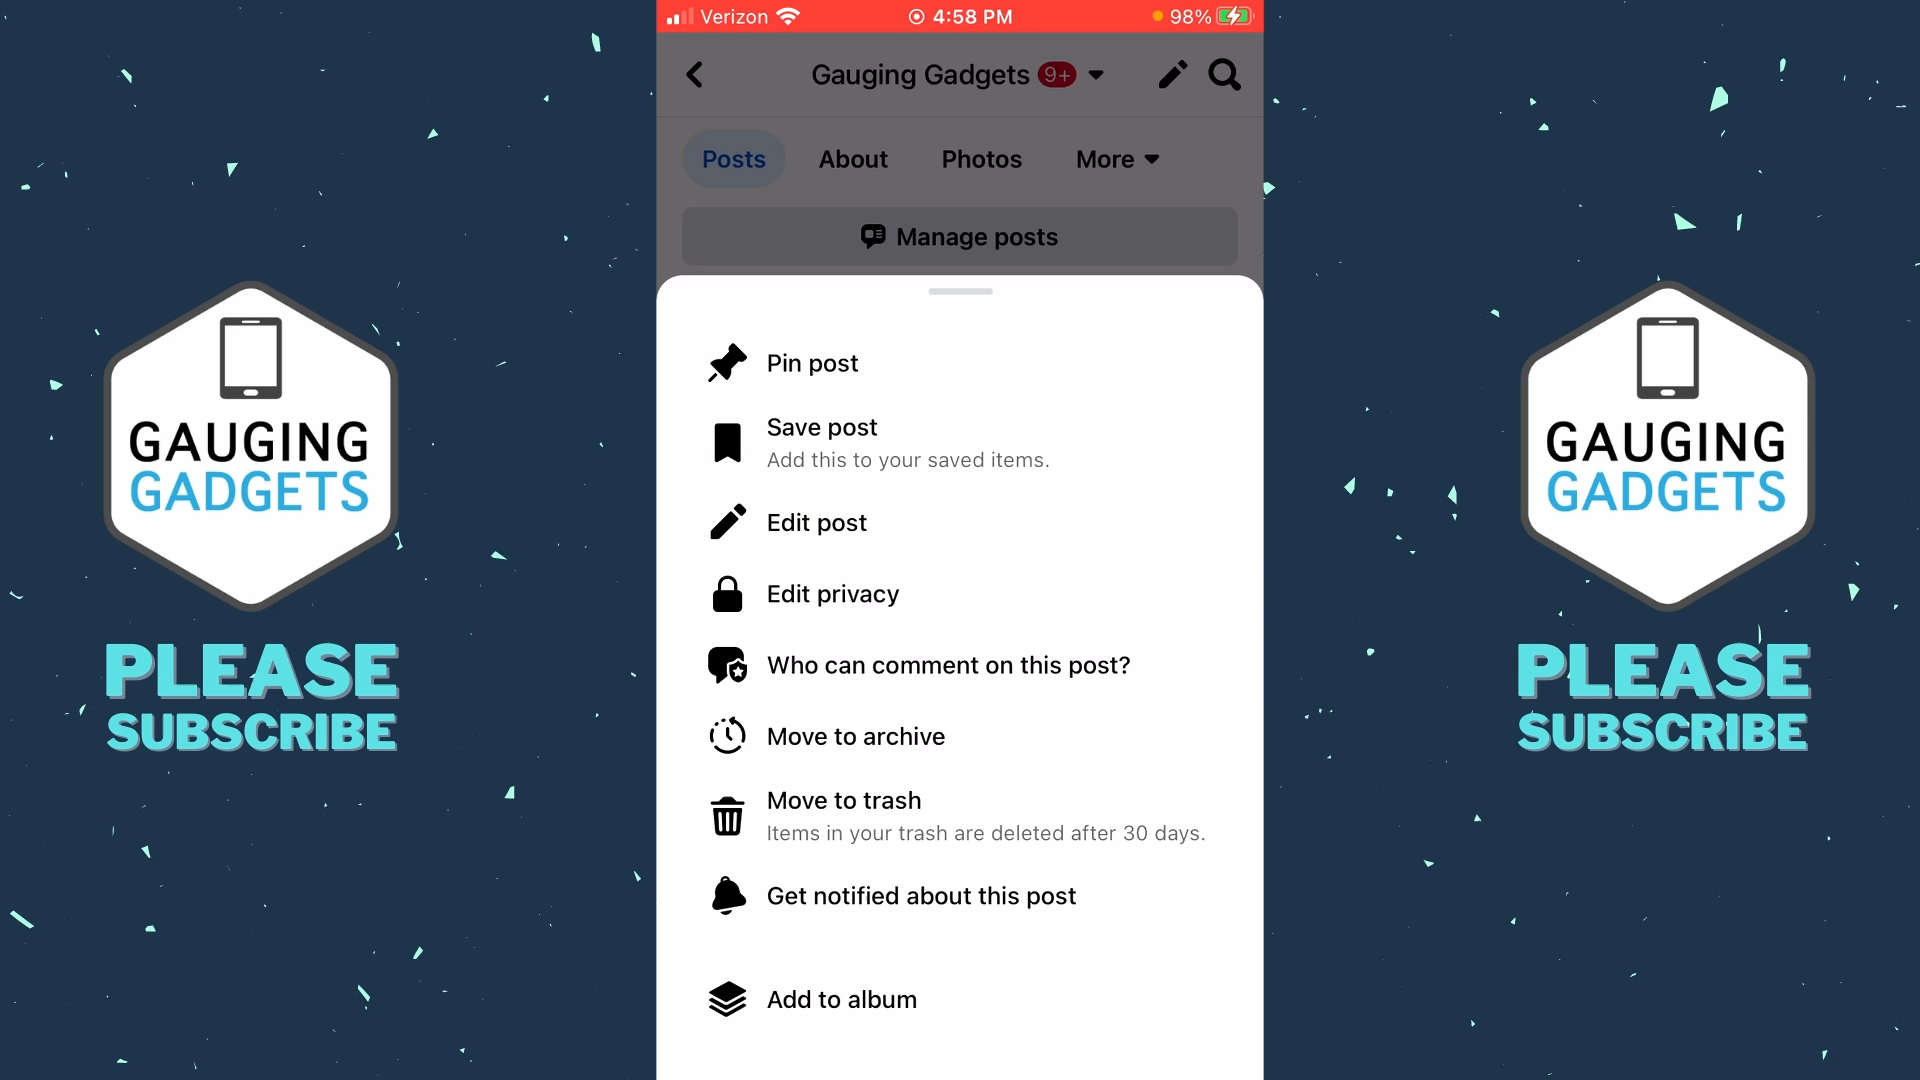 Verizon 4:58 PM 98%
Gauging Gadgets 9+
Posts About Photos More
Manage posts
Pin post
Save post
Add this to your saved items.
Edit post
Edit privacy
Who can comment on this post?
Move to archive
Move to trash
Items in your trash are deleted after 30 days.
Get notified about this post
Add to album
GAUGING
GADGETS
PLEASE
SUBSCRIBE
GAUGING
GADGETS
PLEASE
SUBSCRIBE